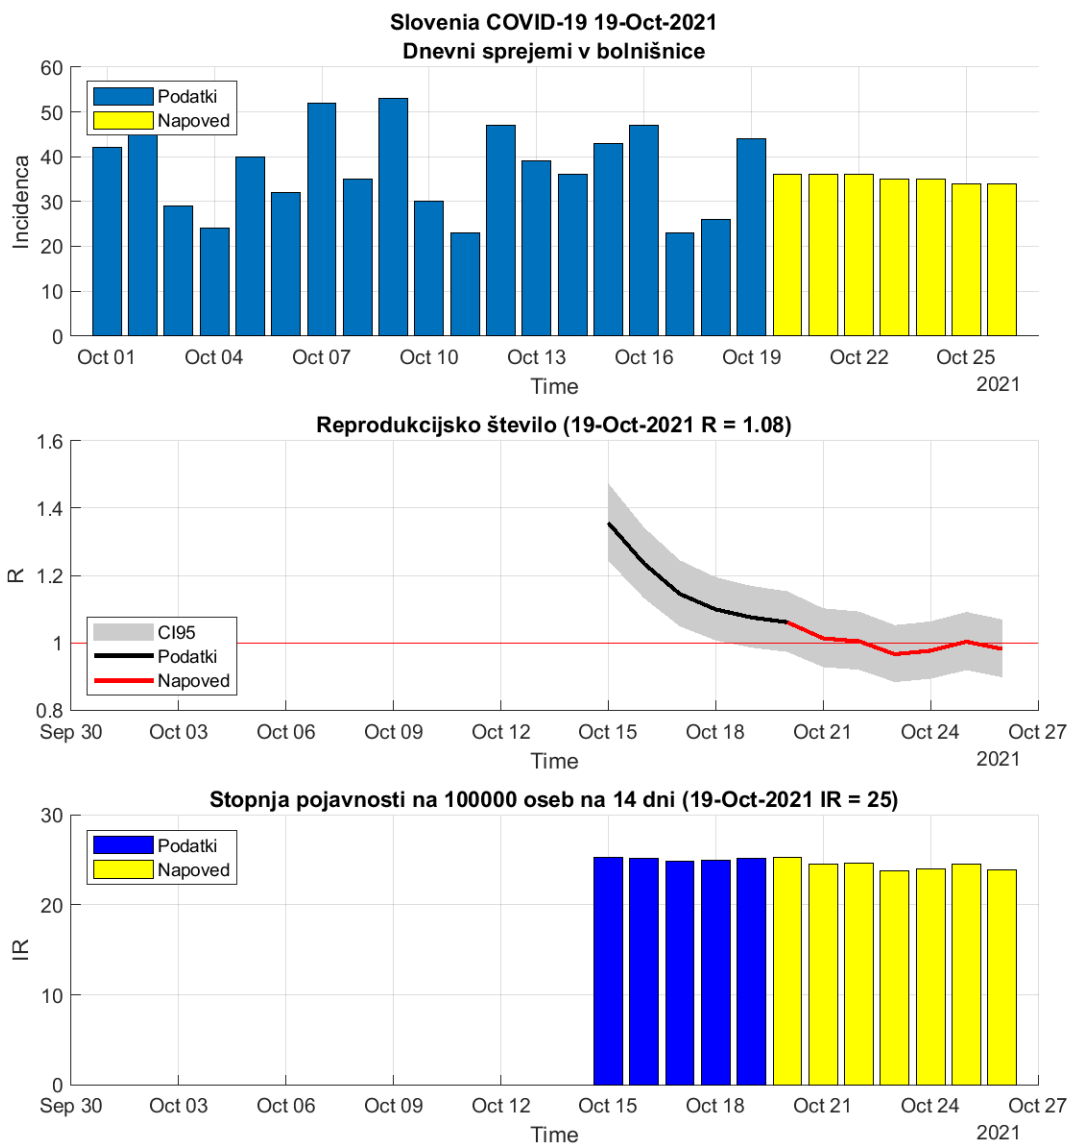 Slovenia COVID-19 19-Oct-2021
Dnevni sprejemi v bolnišnice
Podatki
Napoved
Incidenca
60
50
40
30
20
10
0
Oct 01 Oct 04 Oct 07 Oct 10 Oct 13 Oct 16 Oct 19 Oct 22 Oct 25
Time
2021
Reprodukcijsko število (19-Oct-2021 R = 1.08)
R
1.6
1.4
1.2
1
0.8
CI95
Podatki
Napoved
Sep 30 Oct 03 Oct 06 Oct 09 Oct 12 Oct 15 Oct 18 Oct 21 Oct 24 Oct 27
Time
2021
Stopnja pojavnosti na 100000 oseb na 14 dni (19-Oct-2021 IR = 25)
Podatki
Napoved
IR
30
20
10
0
Sep 30 Oct 03 Oct 06 Oct 09 Oct 12 Oct 15 Oct 18 Oct 21 Oct 24 Oct 27
Time
2021